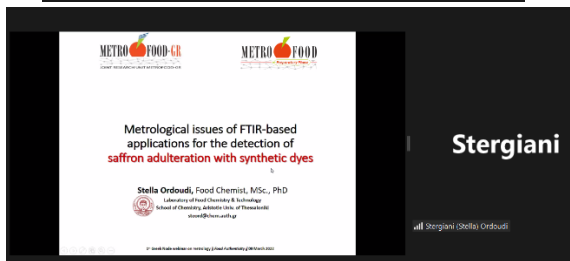 METRO FOOD-GR
METRO FOOD
Metrological issues of FTIR-based
applications for the detection of
saffron adulteration with synthetic dyes
Stella Ordoudi, Food Chemist, MSc., PhD
Laboratory of Food Chemistry & Technology
School of Chemistry, Aristotle Univ. of Thessaloniki
Stergiani
Stergiani (Stella) Ordoudi